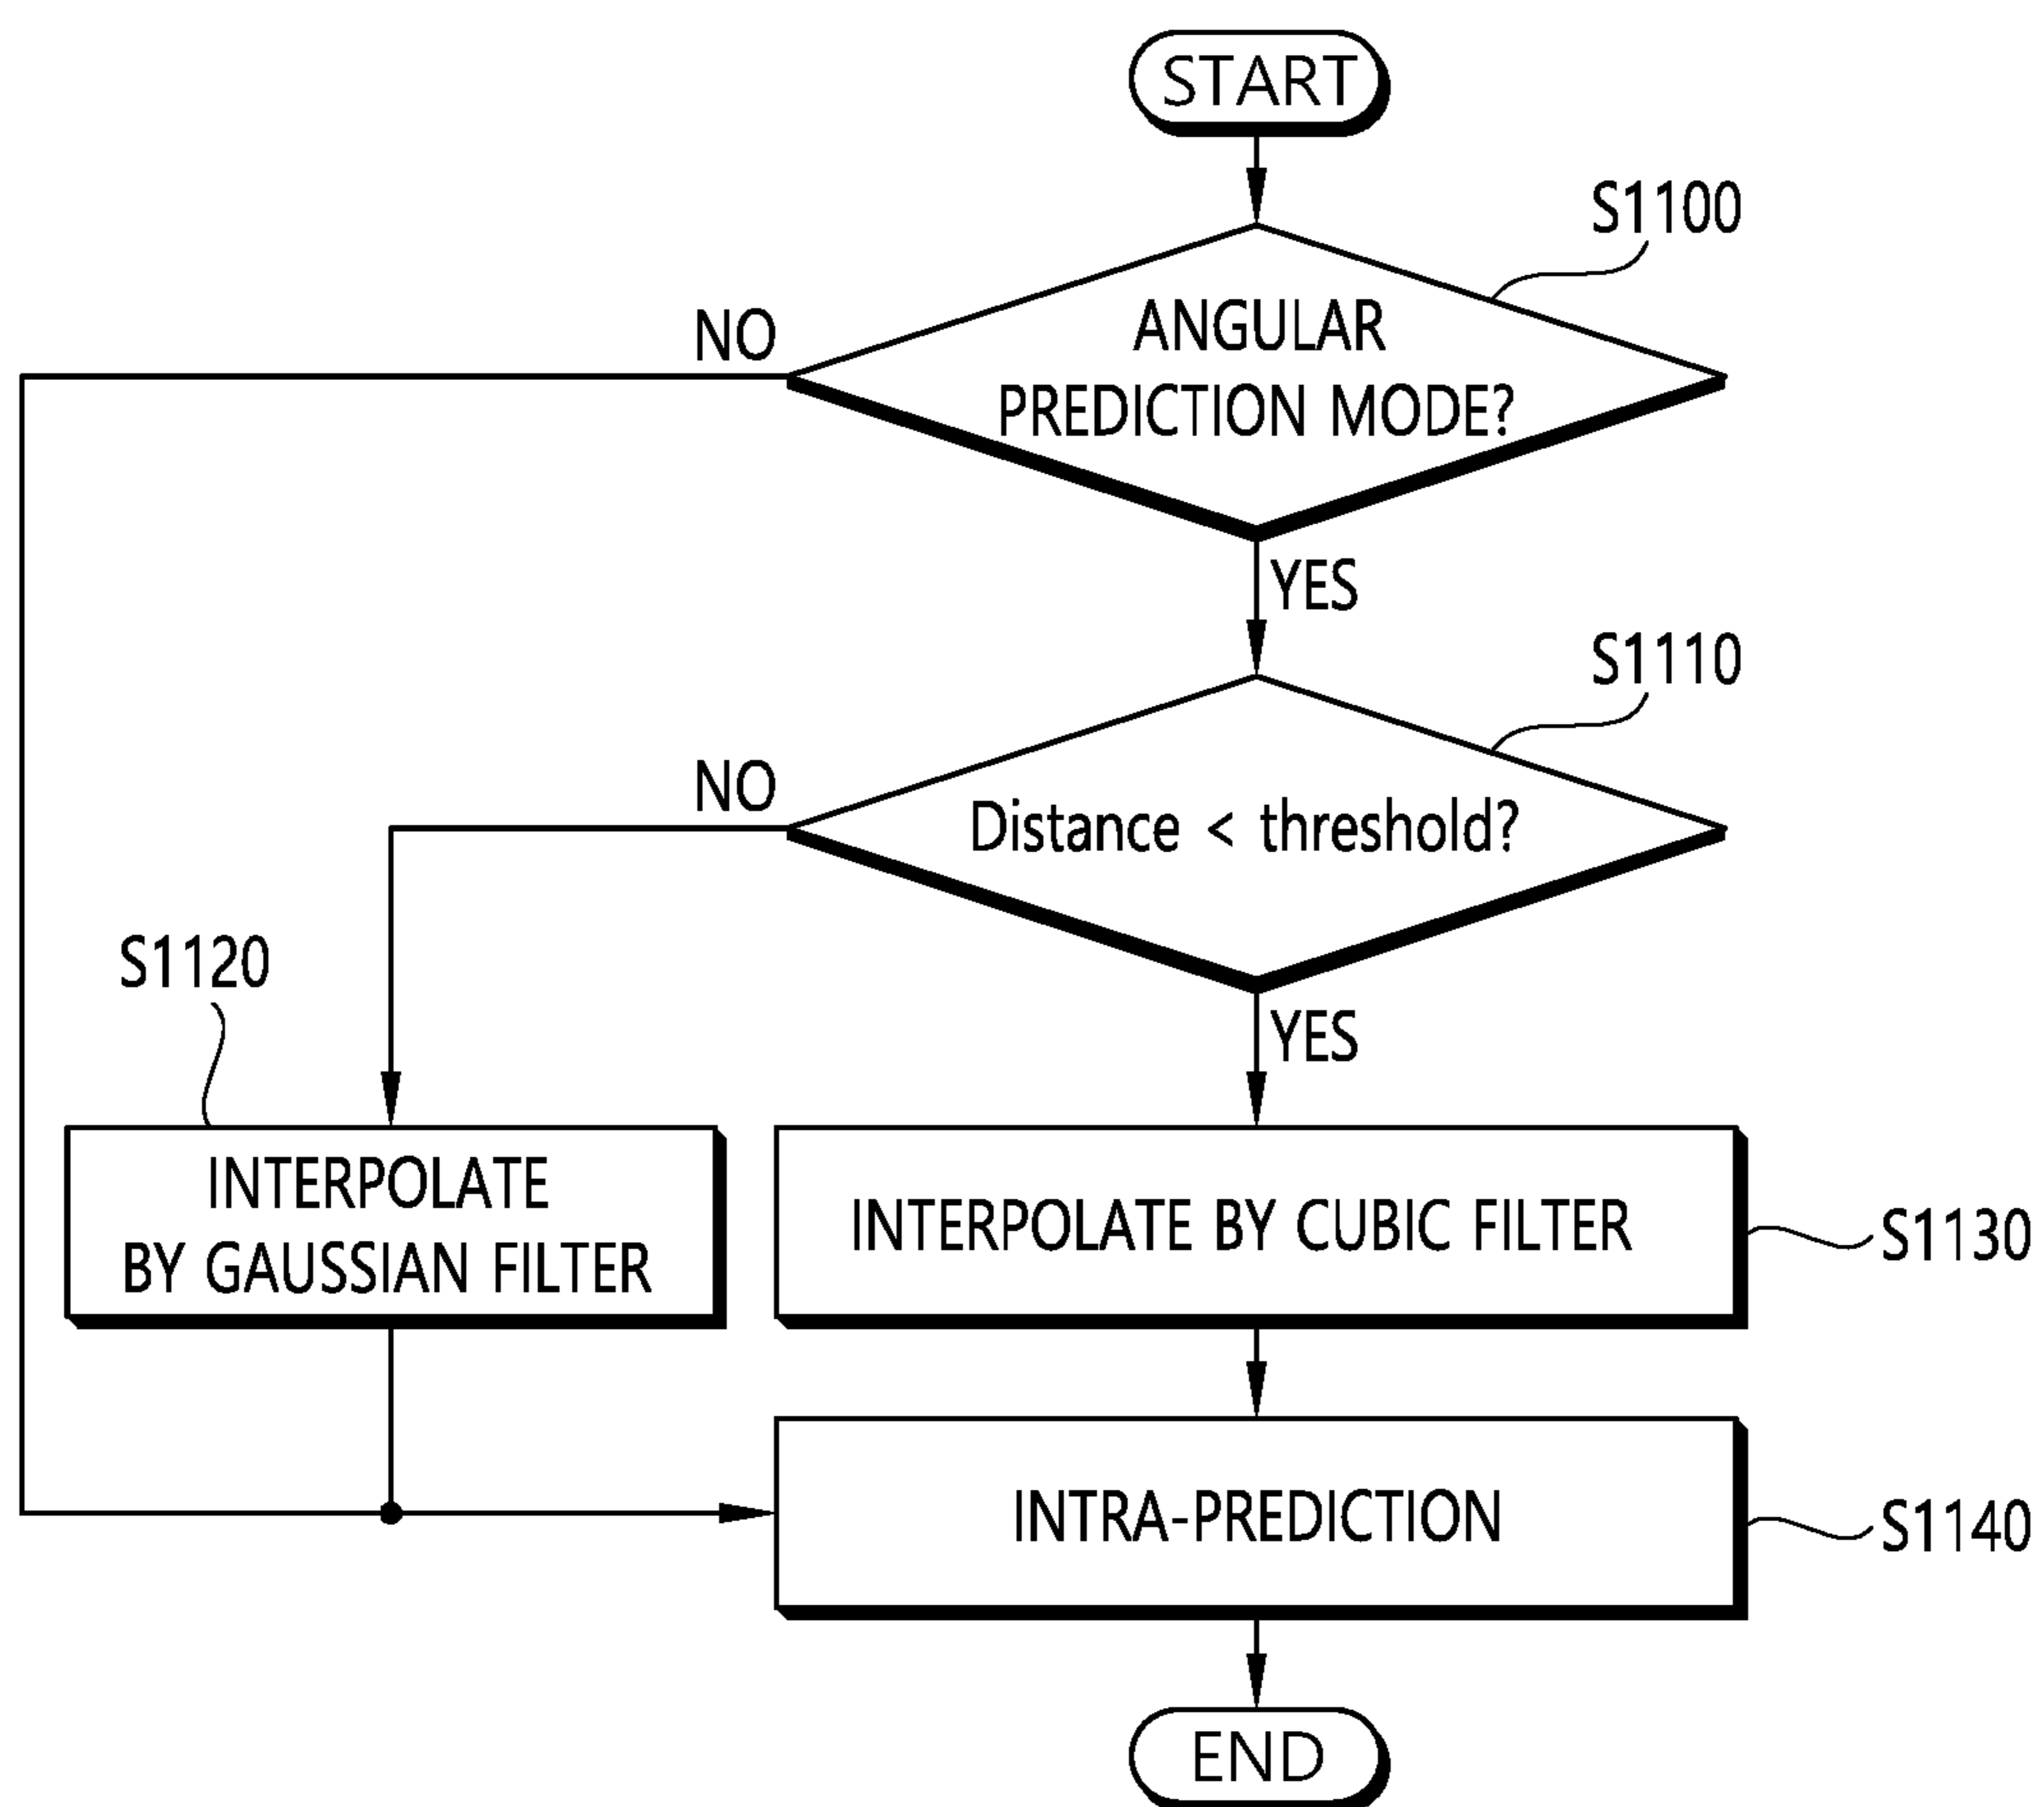 START
S1100
ANGULAR
PREDICTION MODE?
NO
YES
S1110
Distance < threshold?
NO
YES
S1120
INTERPOLATE
BY GAUSSIAN FILTER
INTERPOLATE BY CUBIC FILTER
S1130
INTRA-PREDICTION
S1140
END